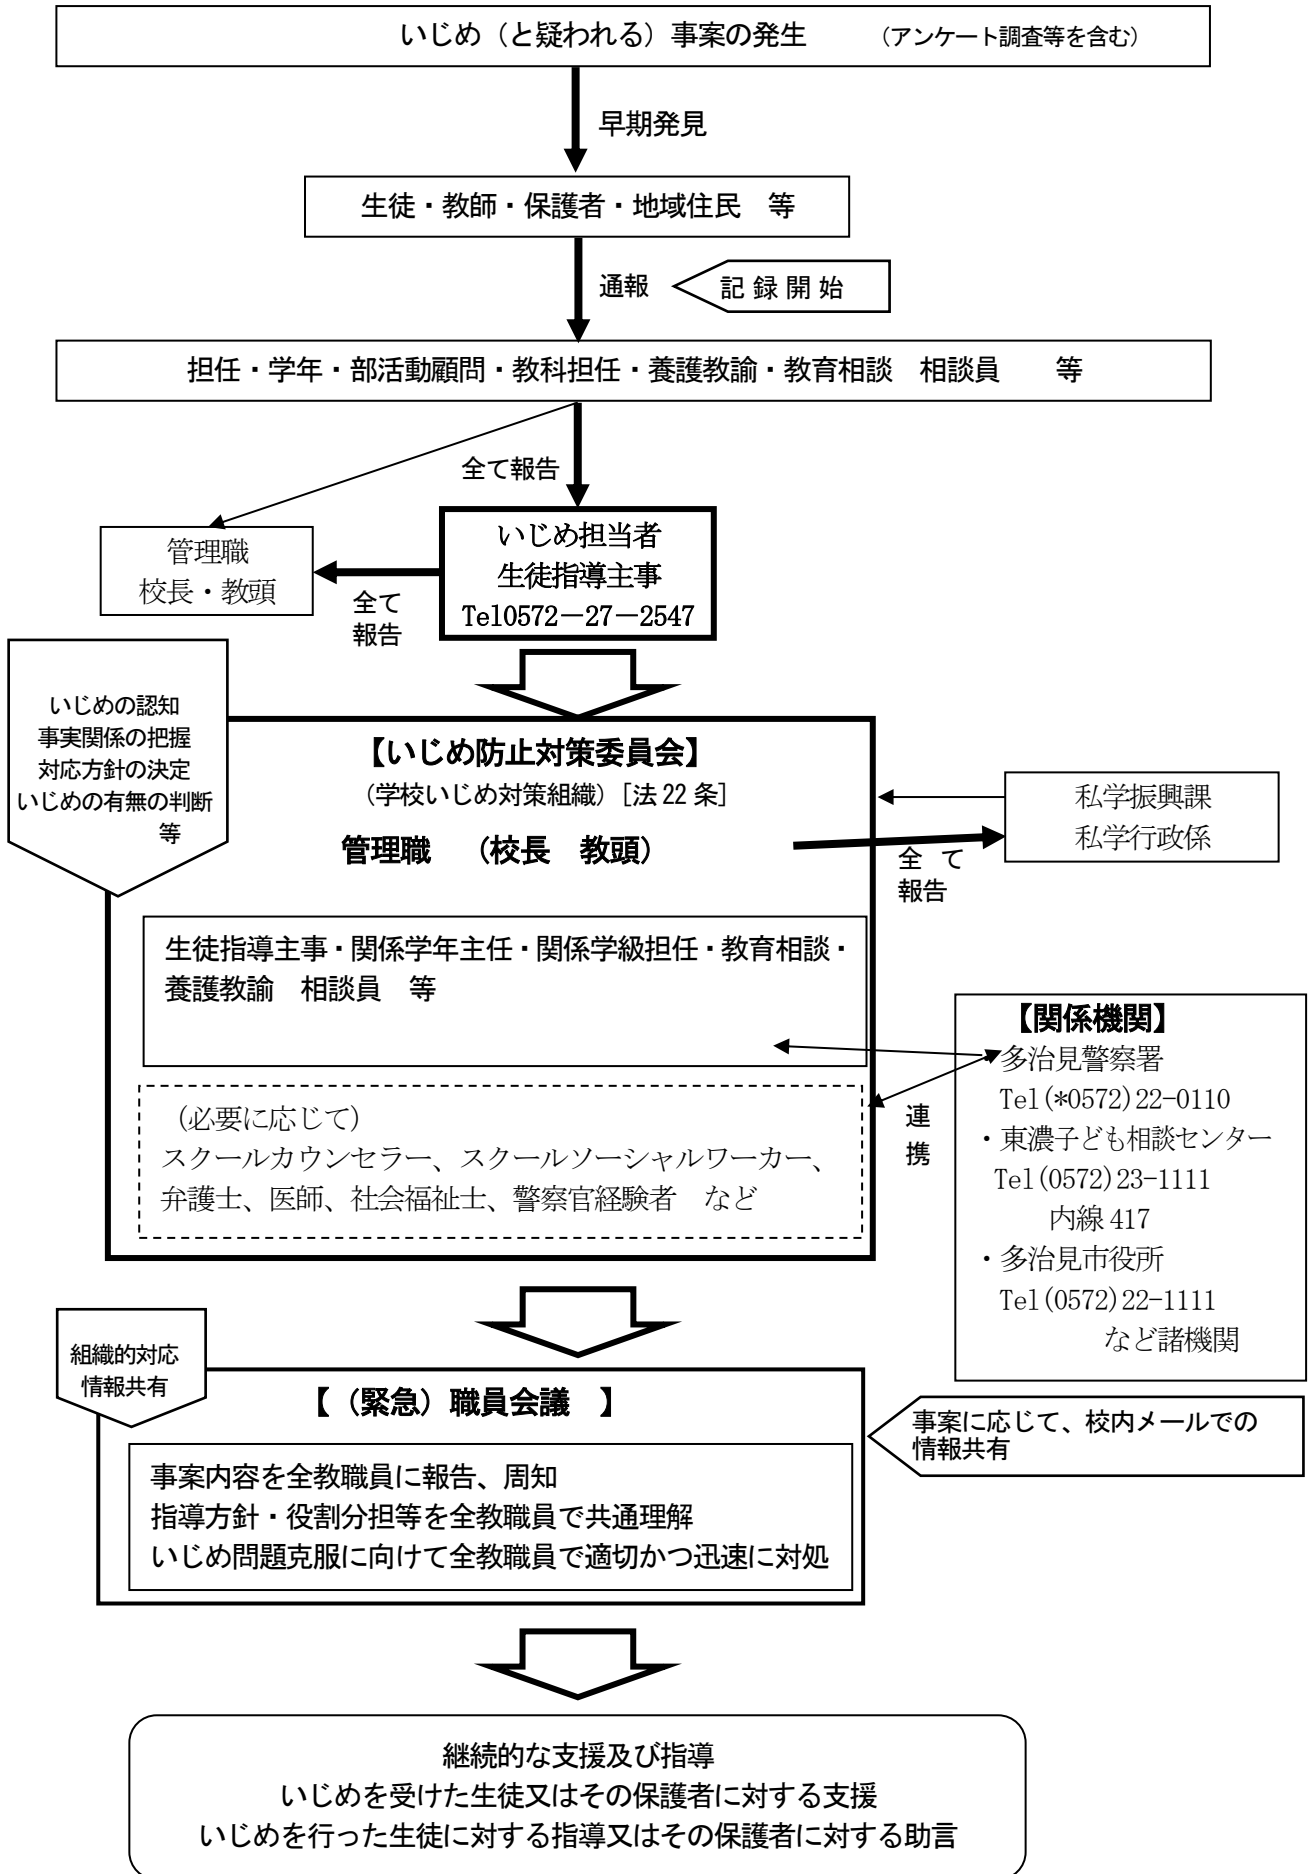 いじめ（と疑われる）事案の発生　（アンケート調査等を含む）
早期発見
生徒・教師・保護者・地域住民　等
通報
記録開始
担任・学年・部活動顧問・教科担任・養護教諭・教育相談　相談員　等
全て報告
管理職
校長・教頭
いじめ担当者
生徒指導主事
Tel0572－27－2547
全て
報告
いじめの認知
事実関係の把握
対応方針の決定
いじめの有無の判断
等
【いじめ防止対策委員会】
（学校いじめ対策組織）［法22条］
管理職　（校長　教頭）
私学振興課
私学行政係
全て
報告
生徒指導主事・関係学年主任・関係学級担任・教育相談・
養護教諭　相談員　等
（必要に応じて）
スクールカウンセラー、スクールソーシャルワーカー、
弁護士、医師、社会福祉士、警察官経験者　など
連
携
【関係機関】
・多治見警察署
Tel(*0572)22-0110
・東濃子ども相談センター
Tel(0572)23-1111
内線417
・多治見市役所
Tel(0572)22-1111
など諸機関
組織的対応
情報共有
【（緊急）職員会議　】
事案に応じて、校内メールでの
情報共有
事案内容を全教職員に報告、周知
指導方針・役割分担等を全教職員で共通理解
いじめ問題克服に向けて全教職員で適切かつ迅速に対処
継続的な支援及び指導
いじめを受けた生徒又はその保護者に対する支援
いじめを行った生徒に対する指導又はその保護者に対する助言